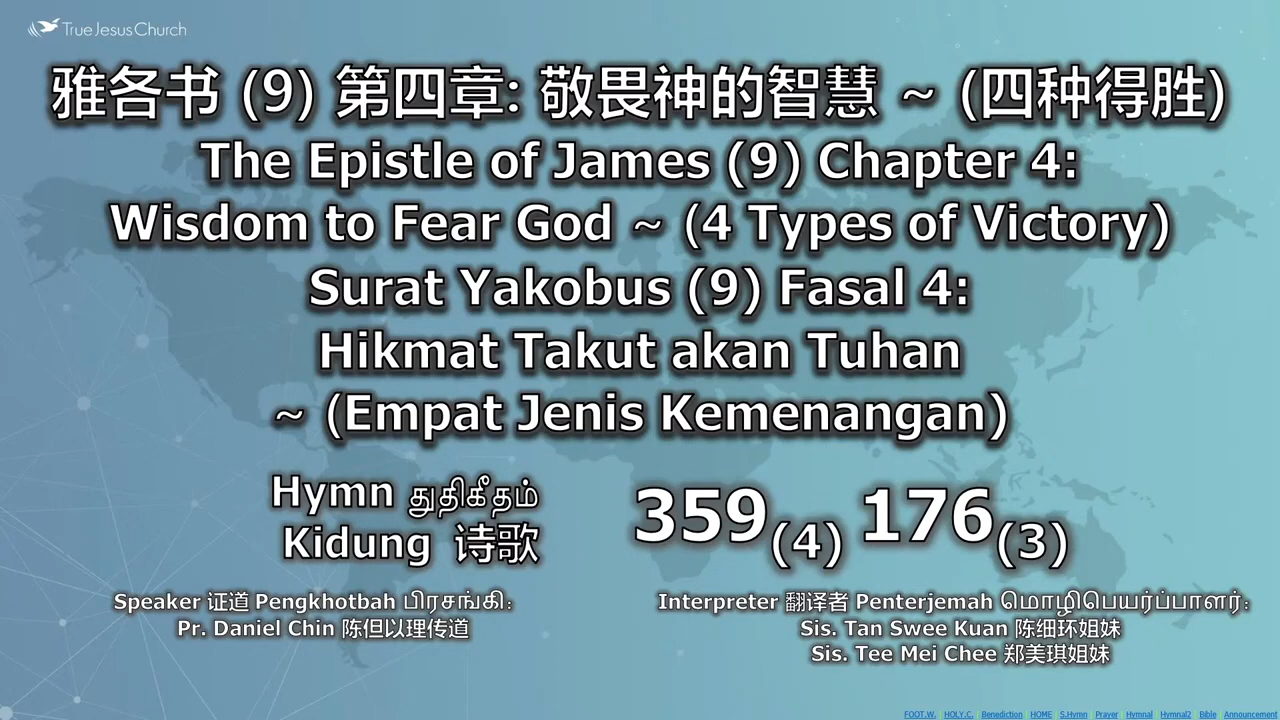 True Jesus Church
雅各书 (9) 第四章: 敬畏神的智慧 ~ (四种得胜)
The Epistle of James (9) Chapter 4:
Wisdom to Fear God ~ (4 Types of Victory)
Surat Yakobus (9) Fasal 4:
Hikmat Takut akan Tuhan
~ (Empat Jenis Kemenangan)
Hymn துதிகீதம்
Kidung 诗歌
359(4) 176(3)
Speaker 证道 Pengkhotbah பிரசங்கி:
Pr. Daniel Chin 陈但以理传道
Interpreter 翻译者 Penterjemah மொழிபெயர்ப்பாளர்:
Sis. Tan Swee Kuan 陈细环姐妹
Sis. Tee Mei Chee 郑美琪姐妹
FOOT.W. | HOLY.C. | Benediction | HOME | S.Hymn | Prayer | Hymnal | Hymnal2 | Bible | Announcement